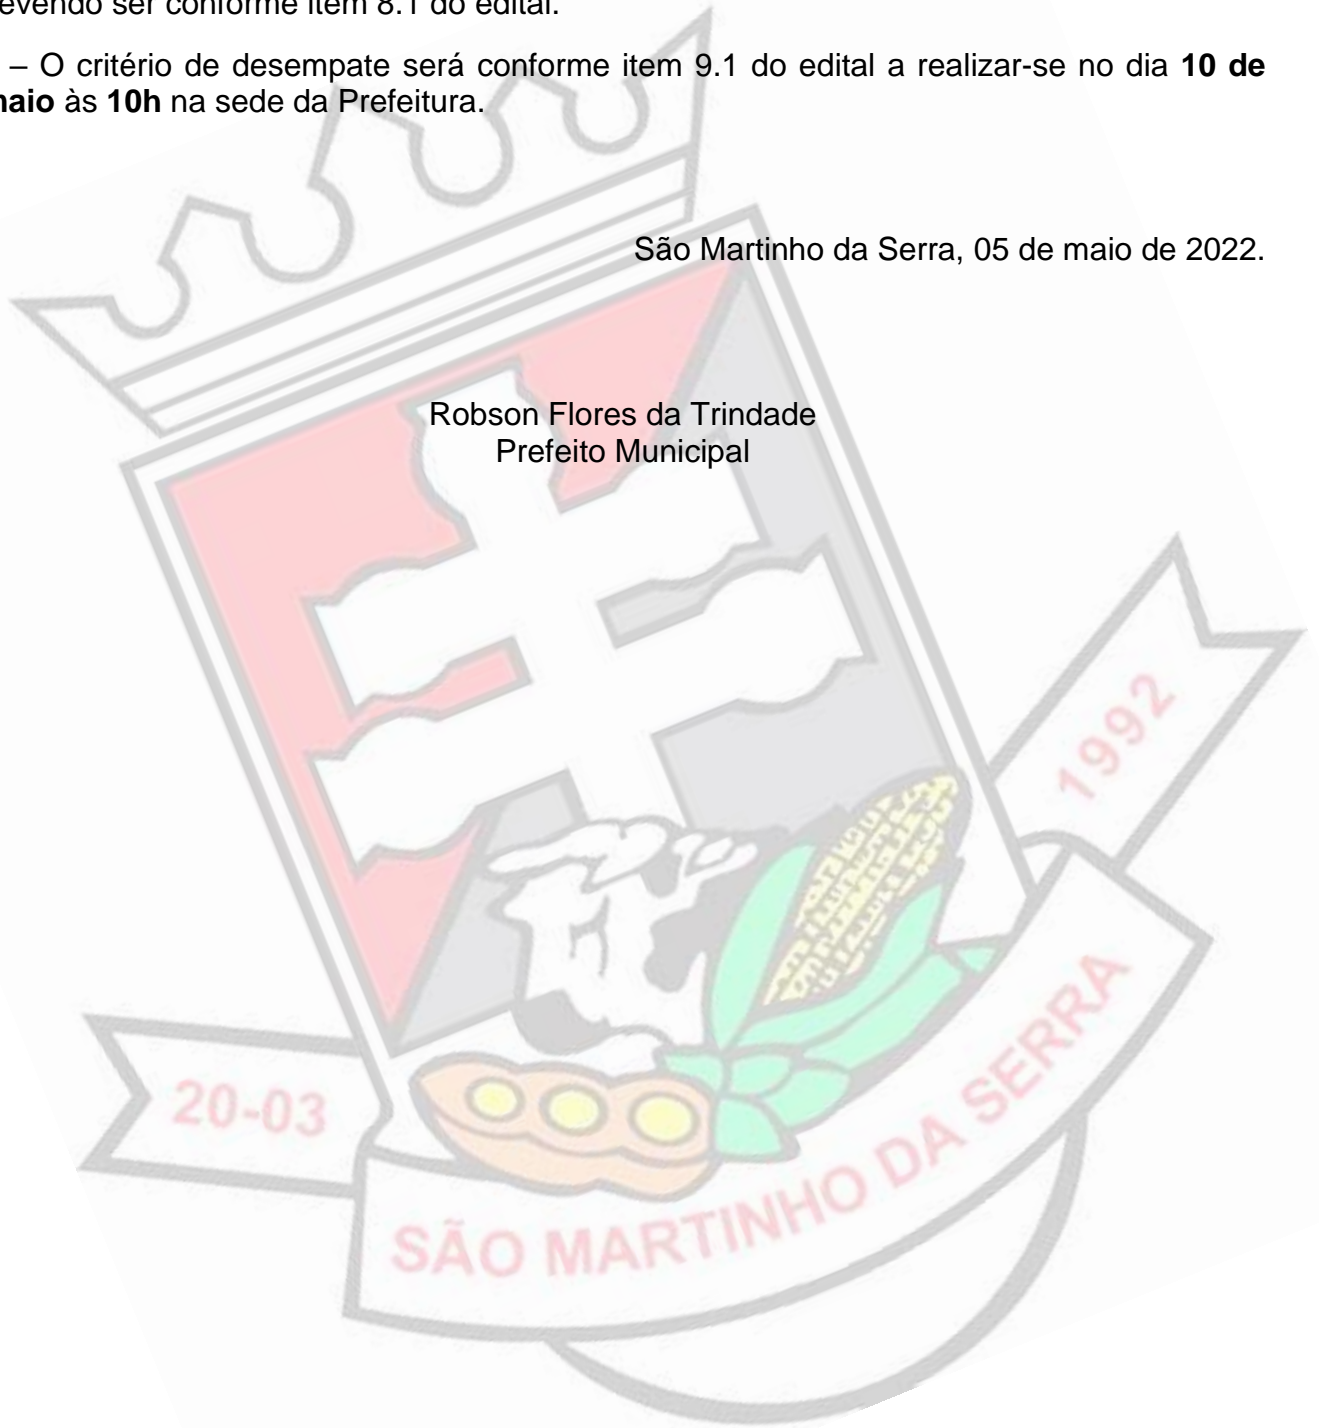 evendo ser conforme item 8.1 do edital.
– O critério de desempate será conforme item 9.1 do edital a realizar-se no dia 10 de
naio às 10h na sede da Prefeitura.
São Martinho da Serra, 05 de maio de 2022.
Robson Flores da Trindade
Prefeito Municipal
1992
20-03
SÃO MARTINHO DA SERRA